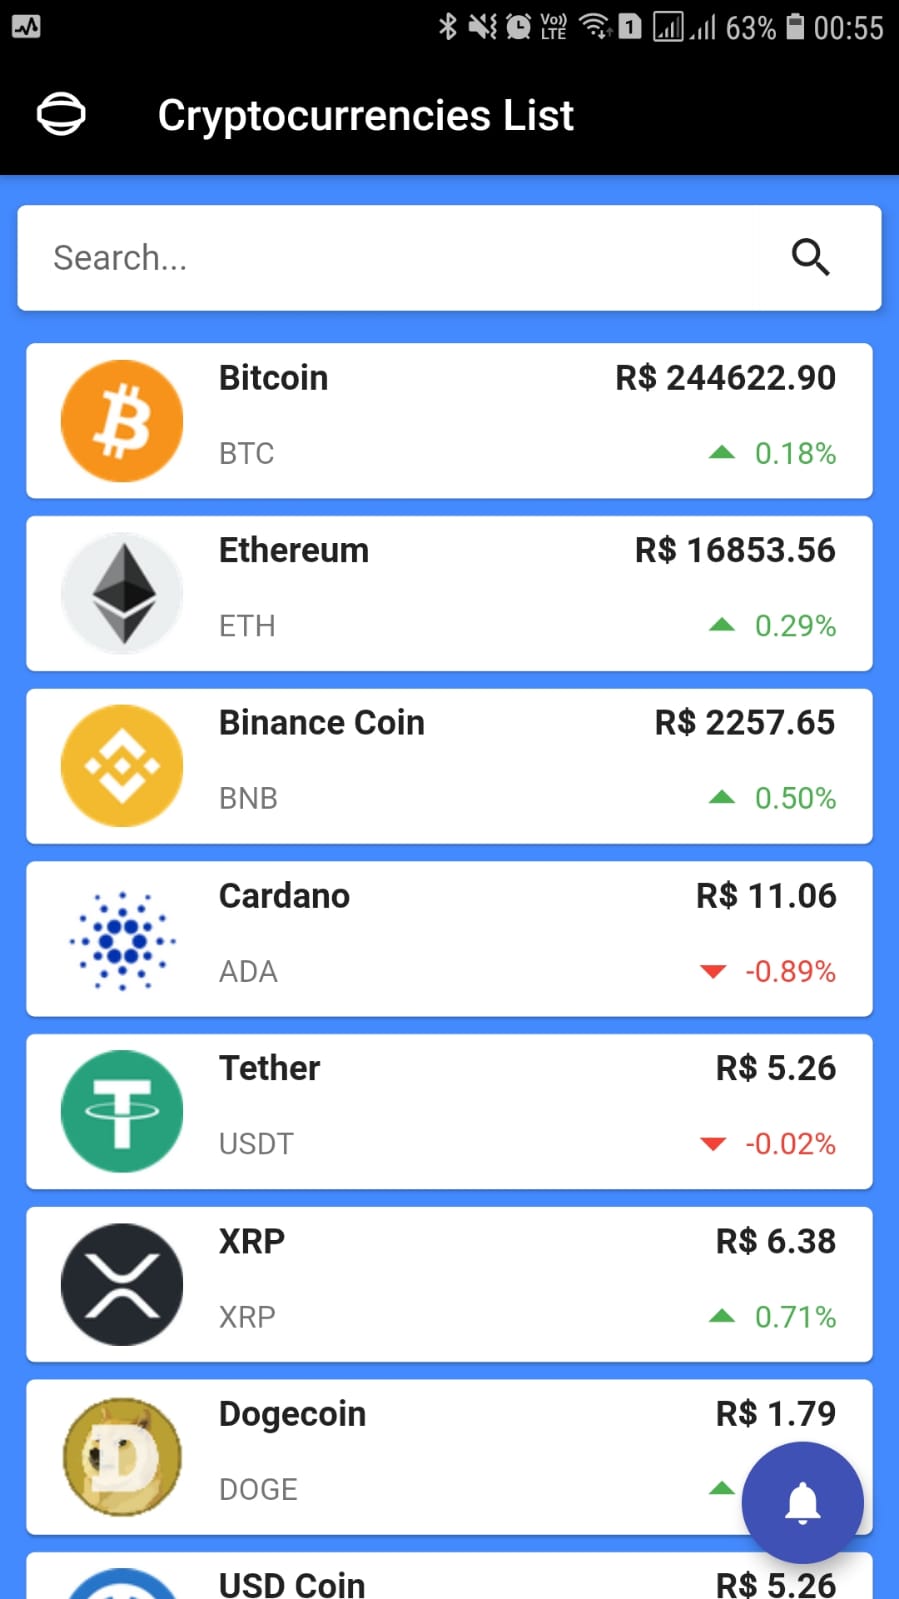 Vo)) LTE 1 63% 00:55
Cryptocurrencies List
Search...
Bitcoin R$ 244622.90
BTC 0.18%
Ethereum R$ 16853.56
ETH 0.29%
Binance Coin R$ 2257.65
BNB 0.50%
Cardano R$ 11.06
ADA -0.89%
Tether R$ 5.26
USDT -0.02%
XRP R$ 6.38
XRP 0.71%
Dogecoin R$ 1.79
DOGE
USD Coin R$ 5.26